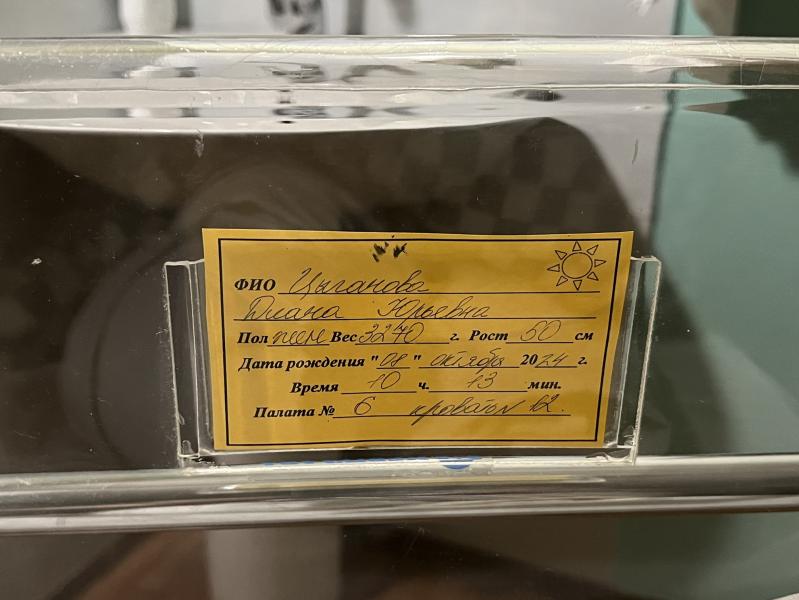 ФИО Цыганова
Диана Юрьевна
Пол жен Вес 3240 г. Рост 50 см
Дата рождения "08" октября 2024 г.
Время 10 ч. 13 мин.
Палата № 6 12.